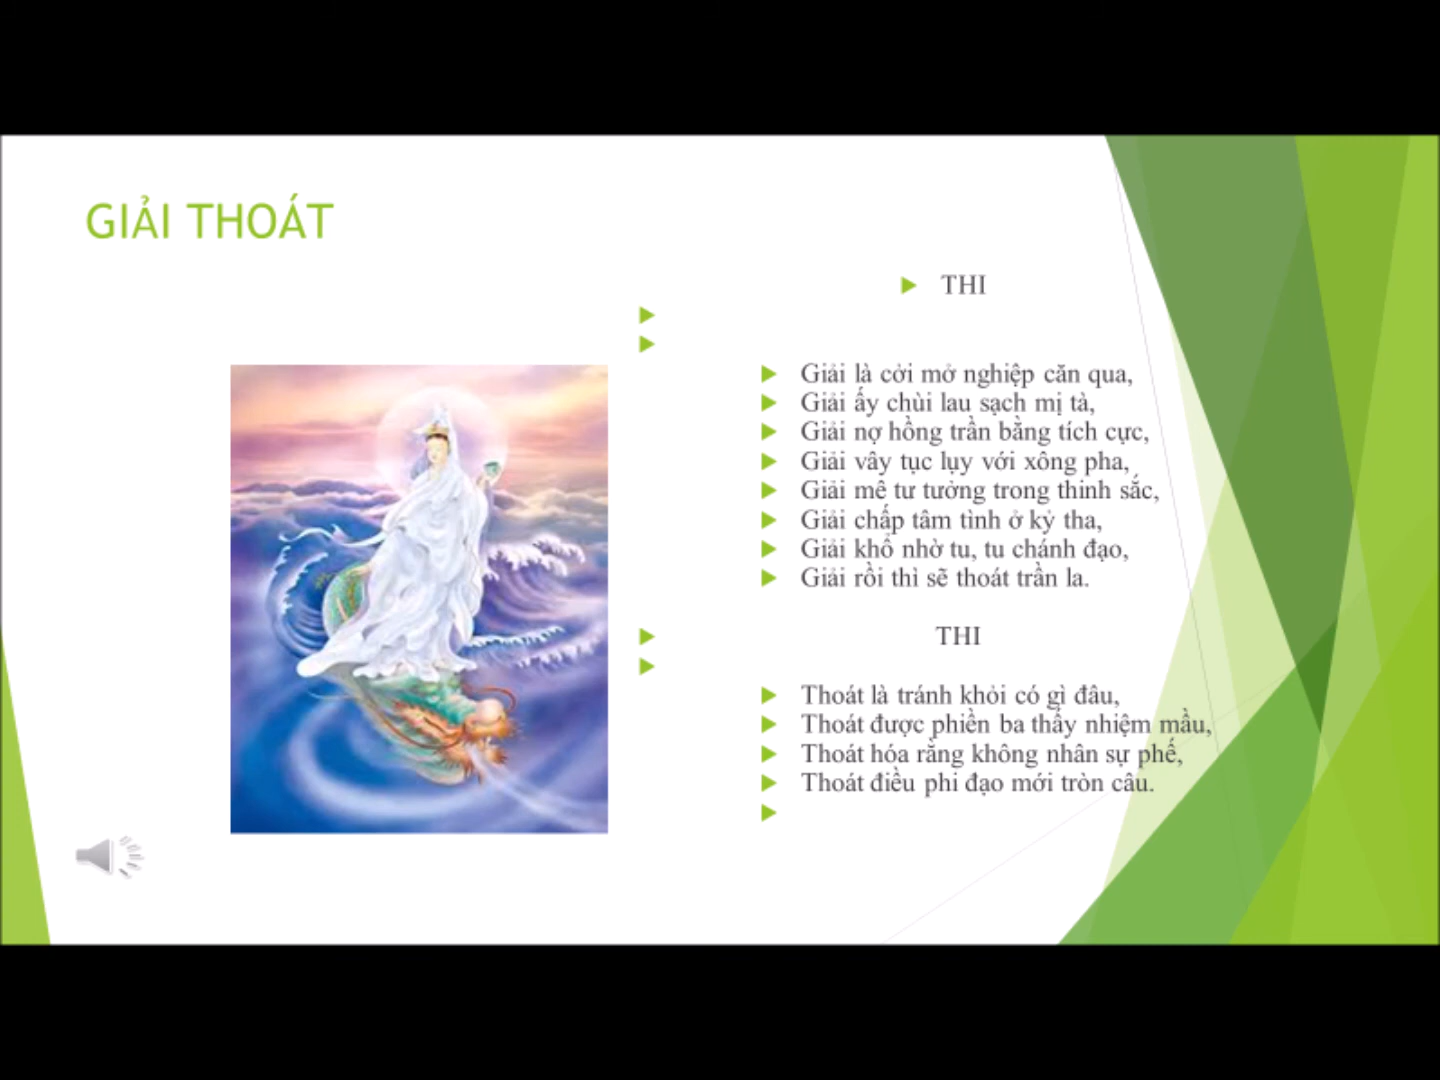 GIẢI THOÁT
THI
Giải là cởi mở nghiệp căn qua,
Giải ấy chùi lau sạch mị tà,
Giải nợ hồng trần bằng tích cực,
Giải vây tục lụy với xông pha,
Giải mê tư tưởng trong thinh sắc,
Giải chấp tâm tình ở kỷ tha,
Giải khổ nhờ tu, tu chánh đạo,
Giải rồi thì sẽ thoát trần la.
THI
Thoát là tránh khỏi có gì đâu,
Thoát được phiền ba thấy nhiệm mầu,
Thoát hóa rằng không nhân sự phế,
Thoát điều phi đạo mới tròn câu.